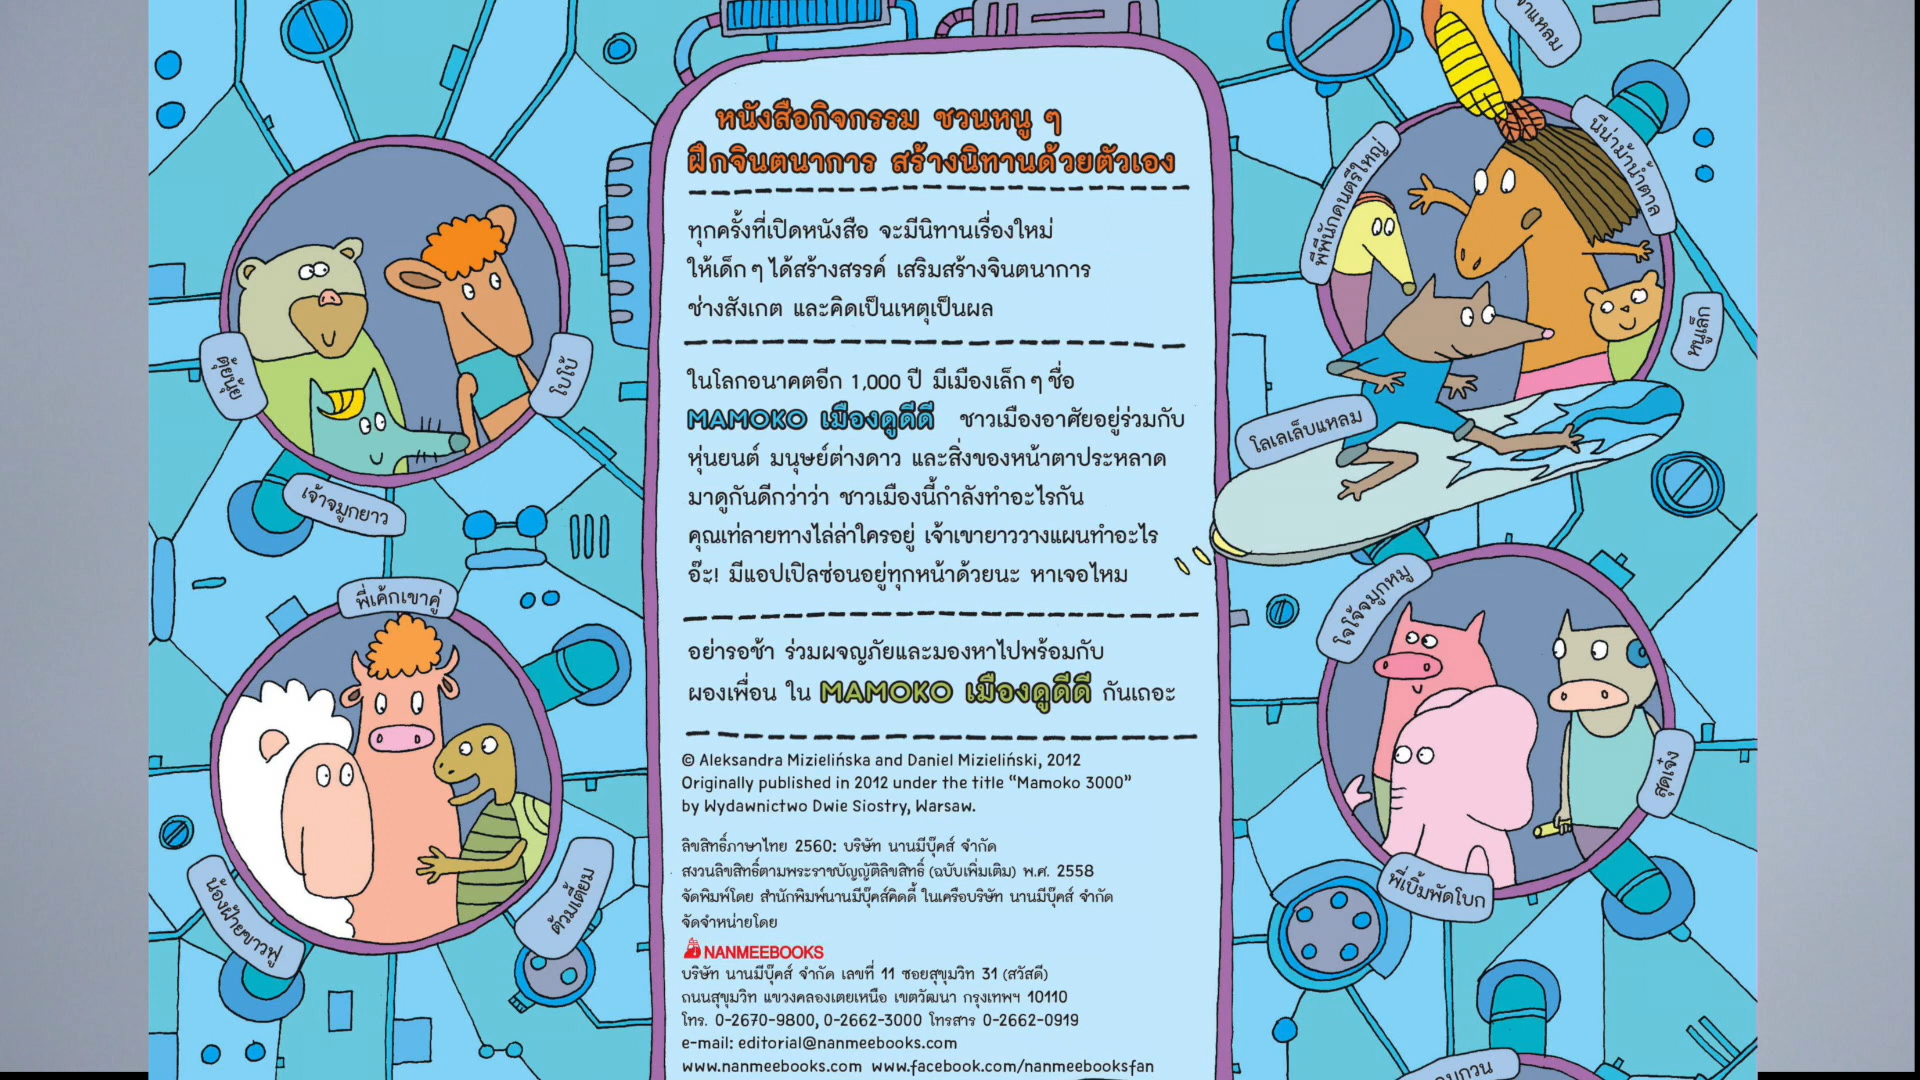 หนังสือกิจกรรม ชวนหนู ๆ
ฝึกจินตนาการ สร้างนิทานด้วยตัวเอง
ทุกครั้งที่เปิดหนังสือ จะมีนิทานเรื่องใหม่
ให้เด็ก ๆ ได้สร้างสรรค์ เสริมสร้างจินตนาการ
ช่างสังเกต และคิดเป็นเหตุเป็นผล
ในโลกอนาคตอีก 1,000 ปี มีเมืองเล็ก ๆ ชื่อ
MAMOKO เมืองดูดีดี ชาวเมืองอาศัยอยู่ร่วมกับ
หุ่นยนต์ มนุษย์ต่างดาว และสิ่งของหน้าตาประหลาด
มาดูกันดีกว่าว่า ชาวเมืองนี้กำลังทำอะไรกัน
คุณเท่ลายทางไล่ล่าใครอยู่ เจ้าเขายาววางแผนทำอะไร
อ๊ะ! มีแอปเปิลซ่อนอยู่ทุกหน้าด้วยนะ หาเจอไหม
อย่ารอช้า ร่วมผจญภัยและมองหาไปพร้อมกับ
ผองเพื่อน ใน MAMOKO เมืองดูดีดี กันเถอะ
© Aleksandra Mizielińska and Daniel Mizieliński, 2012
Originally published in 2012 under the title “Mamoko 3000”
by Wydawnictwo Dwie Siostry, Warsaw.
ลิขสิทธิ์ภาษาไทย 2560: บริษัท นานมีบุ๊คส์ จำกัด
สงวนลิขสิทธิ์ตามพระราชบัญญัติลิขสิทธิ์ (ฉบับเพิ่มเติม) พ.ศ. 2558
จัดพิมพ์โดย สำนักพิมพ์นานมีบุ๊คส์คิดดี้ ในเครือบริษัท นานมีบุ๊คส์ จำกัด
จัดจำหน่ายโดย
NANMEEBOOKS
บริษัท นานมีบุ๊คส์ จำกัด เลขที่ 11 ซอยสุขุมวิท 31 (สวัสดี)
ถนนสุขุมวิท แขวงคลองเตยเหนือ เขตวัฒนา กรุงเทพฯ 10110
โทร. 0-2670-9800, 0-2662-3000 โทรสาร 0-2662-0919
e-mail: editorial@nanmeebooks.com
www.nanmeebooks.com www.facebook.com/nanmeebooksfan
ตุ้ยนุ้ย
โบโบ้
เจ้าจมูกยาว
พี่เค้กเขาคู่
น้องฝ้ายขาวฟู
ต้วมเตี้ยม
พีพีนักดนตรีใหญ่
นีน่าม้าน้ำตาล
หนูเล็ก
โลเลเล็บแหลม
โจโจ้จมูกหมู
สุดเจ๋ง
พี่เบิ้มพัดโบก